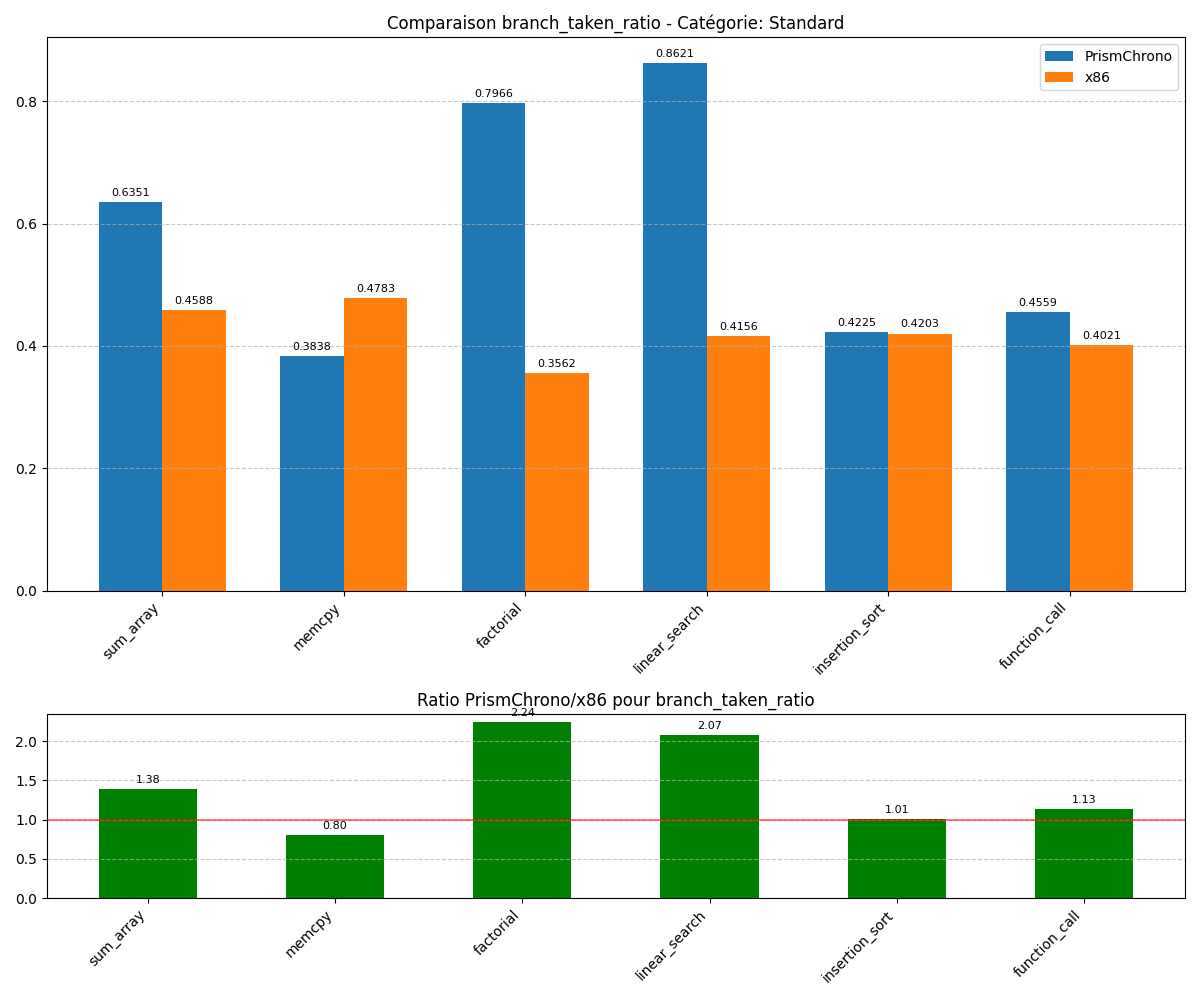 Comparaison branch_taken_ratio - Catégorie: Standard
PrismChrono
x86
0.8
0.6
0.4
0.2
0.0
0.6351
0.4588
0.3838
0.4783
0.7966
0.3562
0.8621
0.4156
0.4225
0.4203
0.4559
0.4021
sum_array
memcpy
factorial
linear_search
insertion_sort
function_call
Ratio PrismChrono/x86 pour branch_taken_ratio
2.0
1.5
1.0
0.5
0.0
1.38
0.80
2.24
2.07
1.01
1.13
sum_array
memcpy
factorial
linear_search
insertion_sort
function_call